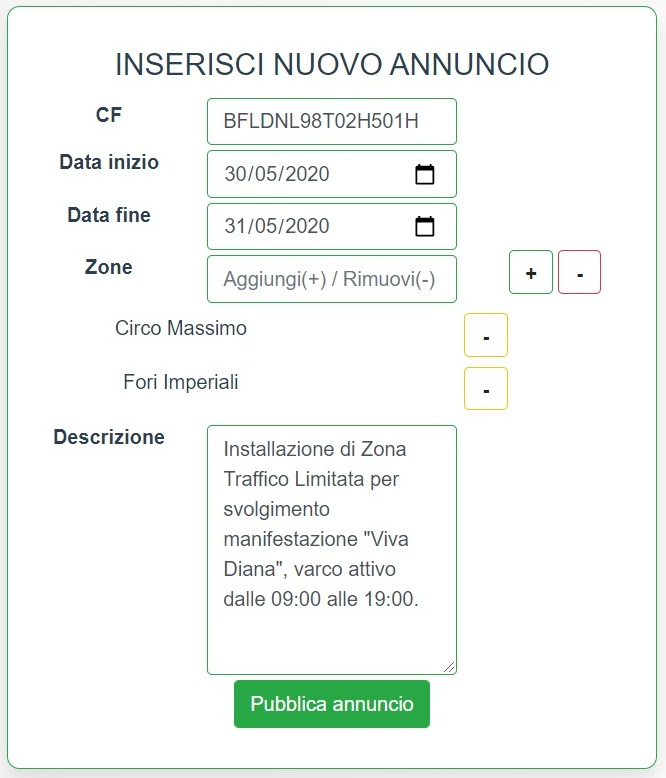 INSERISCI NUOVO ANNUNCIO
CF BFLDNL98T02H501H
Data inizio 30/05/2020
Data fine 31/05/2020
Zone Aggiungi(+) / Rimuovi(-) + -
Circo Massimo -
Fori Imperiali -
Descrizione Installazione di Zona
Traffico Limitata per
svolgimento
manifestazione "Viva
Diana", varco attivo
dalle 09:00 alle 19:00.
Pubblica annuncio